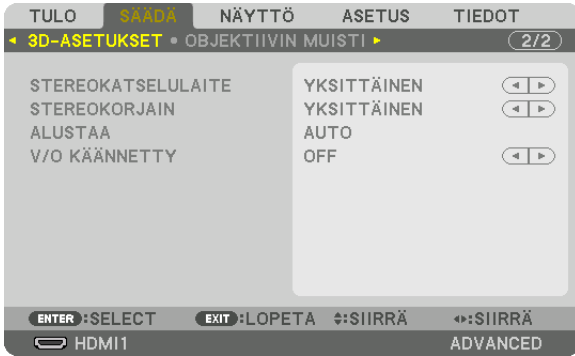 TULO SÄÄDÄ NÄYTTÖ ASETUS TIEDOT
3D-ASETUKSET • OBJEKTIIVIN MUISTI 2/2
STEREOKATSELULAITE YKSITTÄINEN
STEREOKORJAIN YKSITTÄINEN
ALUSTAA AUTO
V/O KÄÄNNETTY OFF
ENTER :SELECT EXIT :LOPETA :SIIRRÄ :SIIRRÄ
HDMI1 ADVANCED